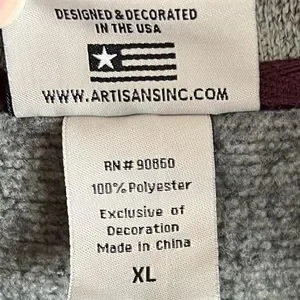 DESIGNED & DECORATED
IN THE USA
WWW.ARTISANSINC.COM
RN# 90860
100% Polyester
Exclusive of
Decoration
Made in China
XL